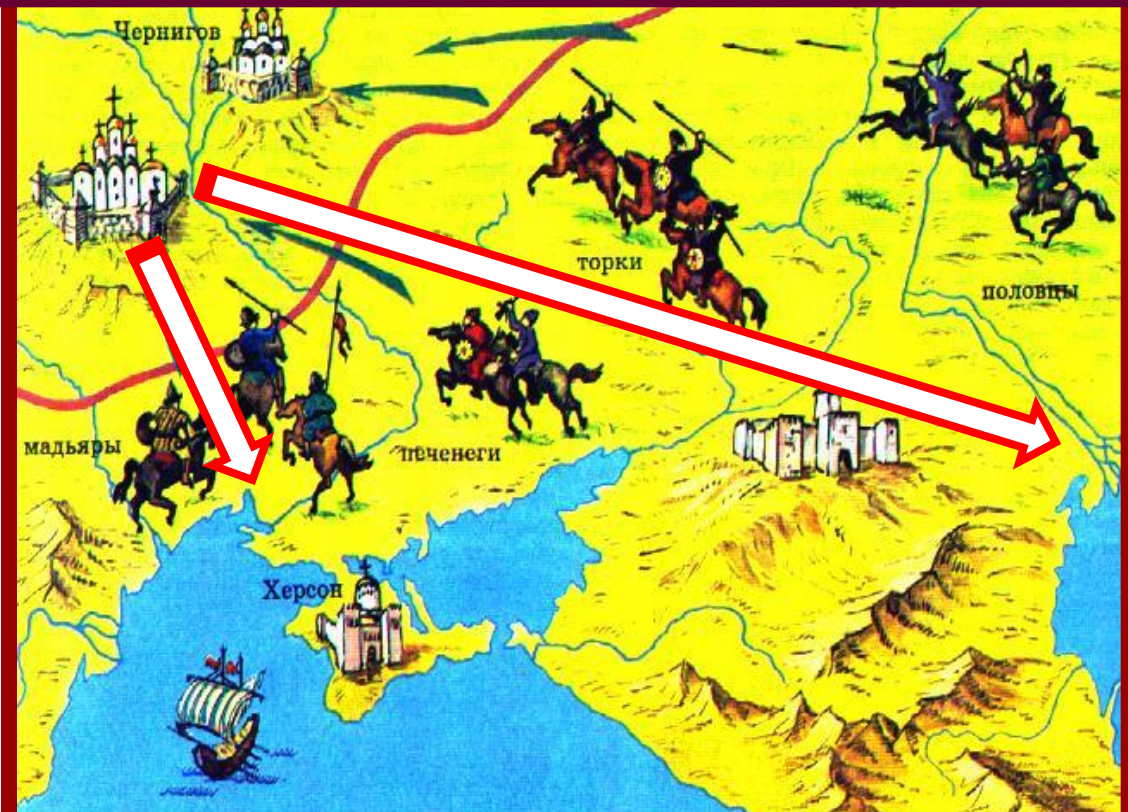 Чернигов
торки
половцы
мадьяры
печенеги
Херсон